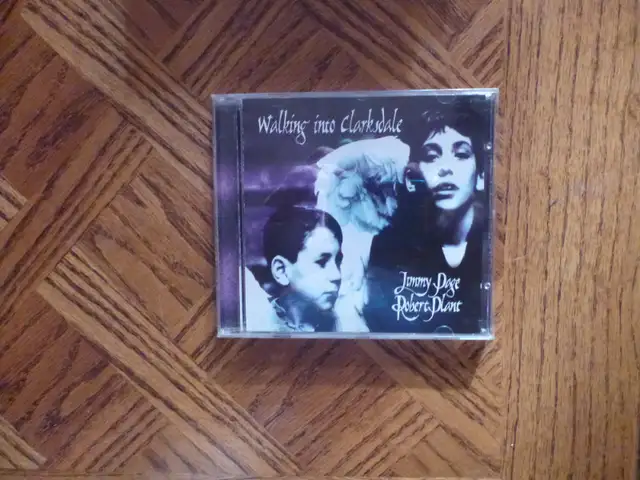 Walking into Clarksdale
Jimmy Page
Robert Plant